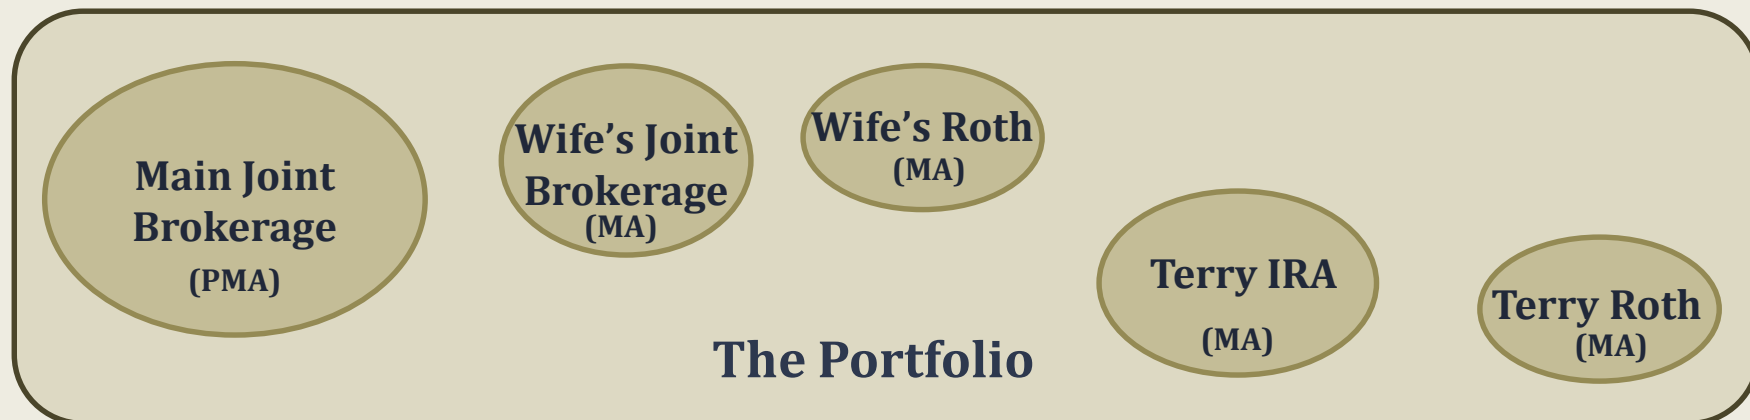 Main Joint
Brokerage
(PMA)
Wife’s Joint
Brokerage
(MA)
Wife’s Roth
(MA)
Terry IRA
(MA)
Terry Roth
(MA)
The Portfolio